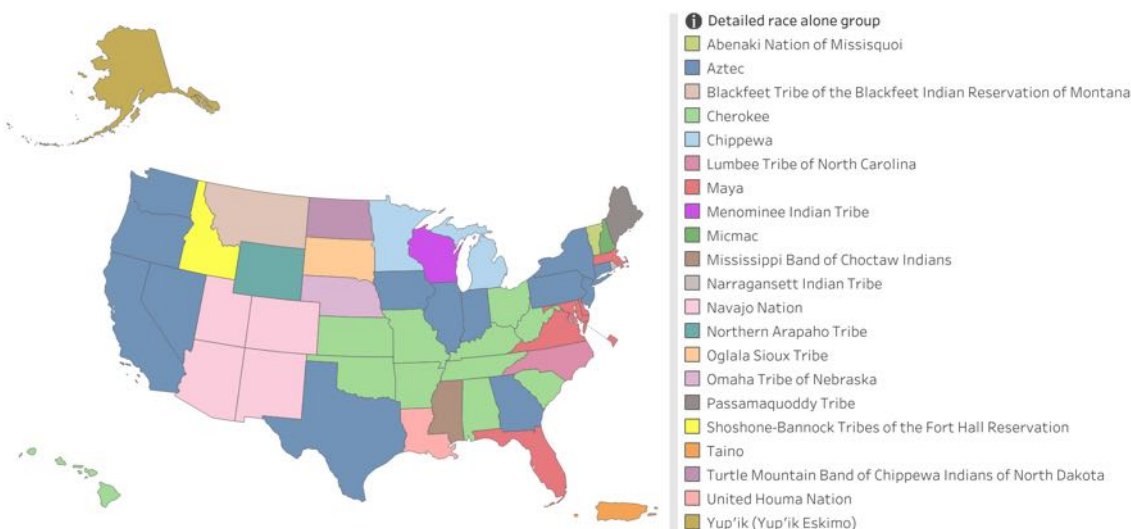 Detailed race alone group
Abenaki Nation of Missisquoi
Aztec
Blackfeet Tribe of the Blackfeet Indian Reservation of Montana
Cherokee
Chippewa
Lumbee Tribe of North Carolina
Maya
Menominee Indian Tribe
Micmac
Mississippi Band of Choctaw Indians
Narragansett Indian Tribe
Navajo Nation
Northern Arapaho Tribe
Oglala Sioux Tribe
Omaha Tribe of Nebraska
Passamaquoddy Tribe
Shoshone-Bannock Tribes of the Fort Hall Reservation
Taino
Turtle Mountain Band of Chippewa Indians of North Dakota
United Houma Nation
Yup'ik (Yup'ik Eskimo)